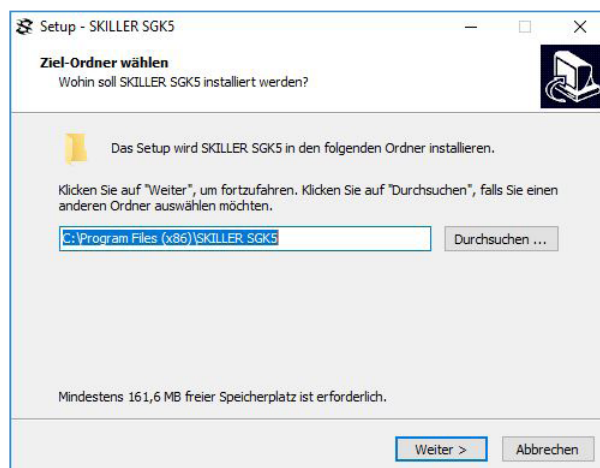 Setup - SKILLER SGK5
Ziel-Ordner wählen
Wohin soll SKILLER SGK5 installiert werden?
Das Setup wird SKILLER SGK5 in den folgenden Ordner installieren.
Klicken Sie auf "Weiter", um fortzufahren. Klicken Sie auf "Durchsuchen", falls Sie einen
anderen Ordner auswählen möchten.
C:\Program Files (x86)\SKILLER SGK5
Durchsuchen ...
Mindestens 161,6 MB freier Speicherplatz ist erforderlich.
Weiter >
Abbrechen